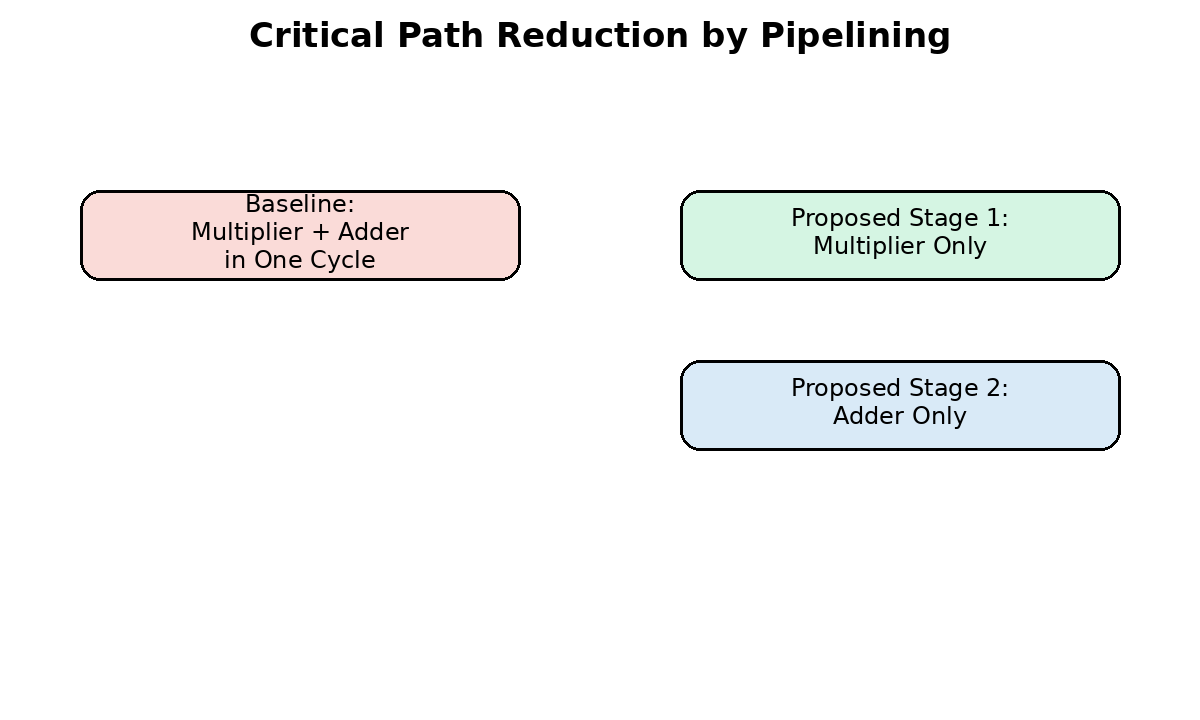 Critical Path Reduction by Pipelining
Baseline:
Multiplier + Adder
in One Cycle
Proposed Stage 1:
Multiplier Only
Proposed Stage 2:
Adder Only